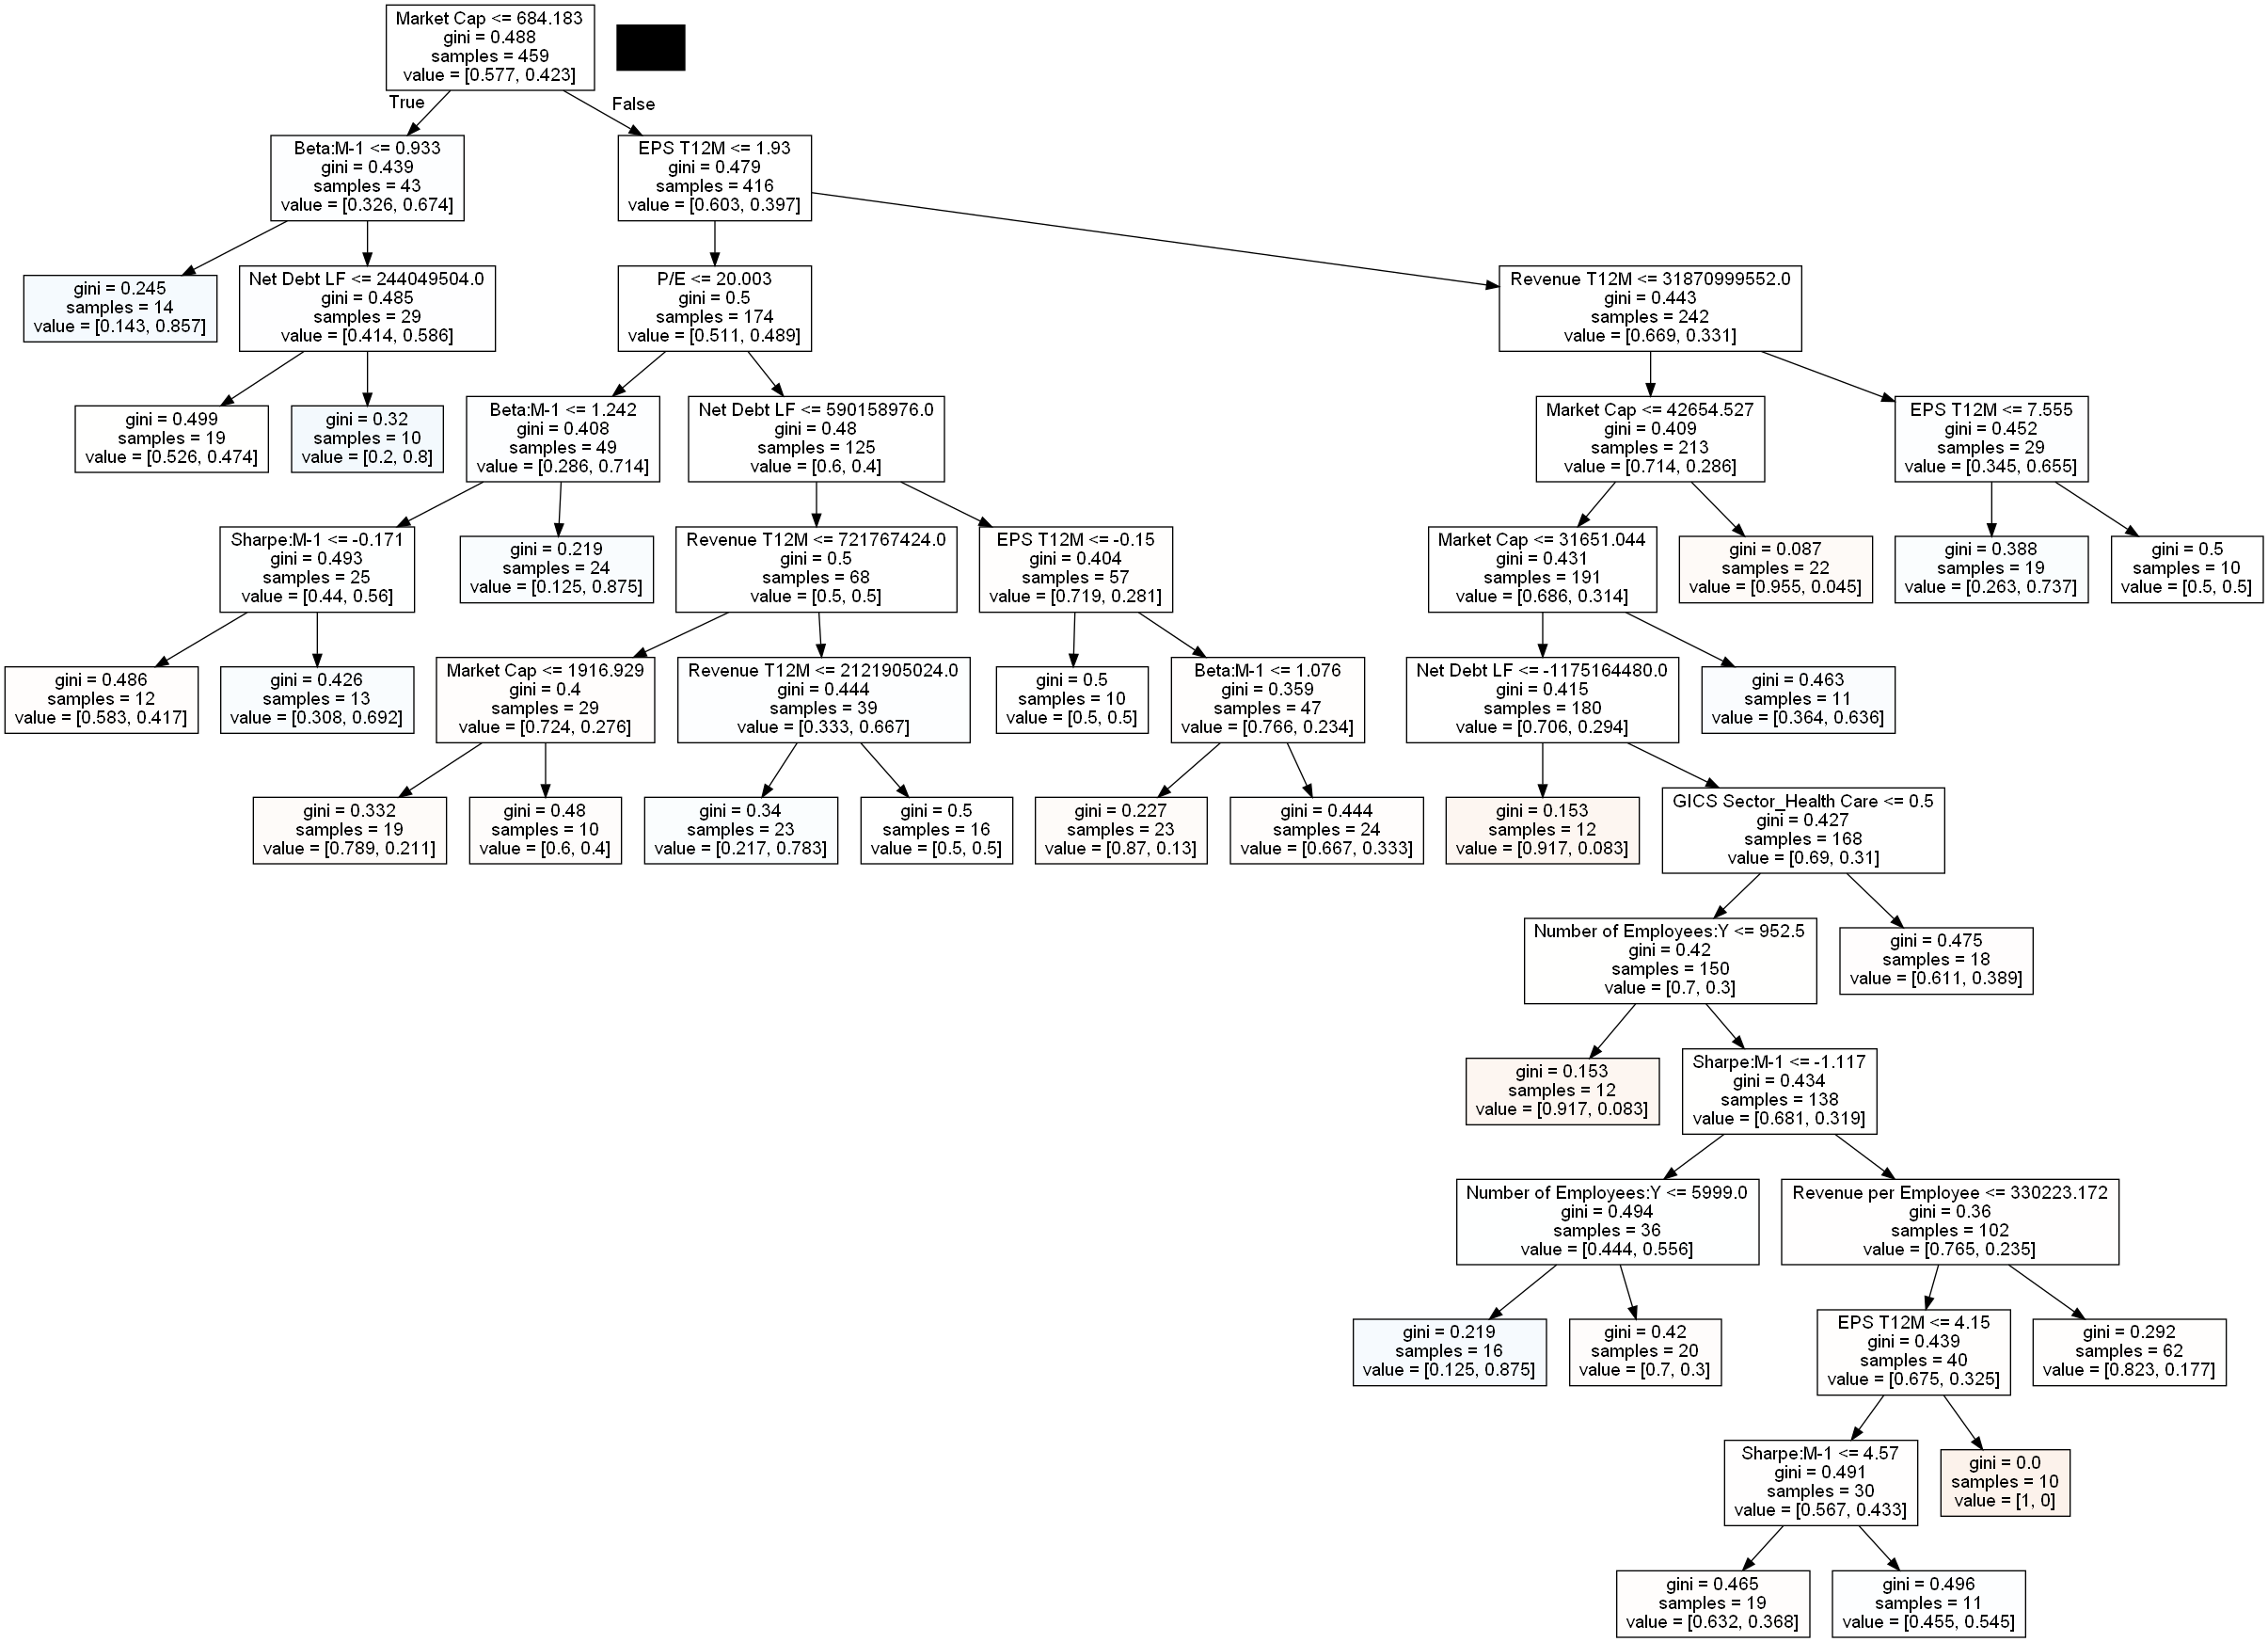 Market Cap <= 684.183
gini = 0.488
samples = 459
value = [0.577, 0.423]
True
False
Beta:M-1 <= 0.933
gini = 0.439
samples = 43
value = [0.326, 0.674]
EPS T12M <= 1.93
gini = 0.479
samples = 416
value = [0.603, 0.397]
gini = 0.245
samples = 14
value = [0.143, 0.857]
Net Debt LF <= 244049504.0
gini = 0.485
samples = 29
value = [0.414, 0.586]
P/E <= 20.003
gini = 0.5
samples = 174
value = [0.511, 0.489]
Revenue T12M <= 31870999552.0
gini = 0.443
samples = 242
value = [0.669, 0.331]
gini = 0.499
samples = 19
value = [0.526, 0.474]
gini = 0.32
samples = 10
value = [0.2, 0.8]
Beta:M-1 <= 1.242
gini = 0.408
samples = 49
value = [0.286, 0.714]
Net Debt LF <= 590158976.0
gini = 0.48
samples = 125
value = [0.6, 0.4]
Market Cap <= 42654.527
gini = 0.409
samples = 213
value = [0.714, 0.286]
EPS T12M <= 7.555
gini = 0.452
samples = 29
value = [0.345, 0.655]
Sharpe:M-1 <= -0.171
gini = 0.493
samples = 25
value = [0.44, 0.56]
gini = 0.219
samples = 24
value = [0.125, 0.875]
Revenue T12M <= 721767424.0
gini = 0.5
samples = 68
value = [0.5, 0.5]
EPS T12M <= -0.15
gini = 0.404
samples = 57
value = [0.719, 0.281]
Market Cap <= 31651.044
gini = 0.431
samples = 191
value = [0.686, 0.314]
gini = 0.087
samples = 22
value = [0.955, 0.045]
gini = 0.388
samples = 19
value = [0.263, 0.737]
gini = 0.5
samples = 10
value = [0.5, 0.5]
gini = 0.486
samples = 12
value = [0.583, 0.417]
gini = 0.426
samples = 13
value = [0.308, 0.692]
Market Cap <= 1916.929
gini = 0.4
samples = 29
value = [0.724, 0.276]
Revenue T12M <= 2121905024.0
gini = 0.444
samples = 39
value = [0.333, 0.667]
gini = 0.5
samples = 10
value = [0.5, 0.5]
Beta:M-1 <= 1.076
gini = 0.359
samples = 47
value = [0.766, 0.234]
Net Debt LF <= -1175164480.0
gini = 0.415
samples = 180
value = [0.706, 0.294]
gini = 0.463
samples = 11
value = [0.364, 0.636]
gini = 0.332
samples = 19
value = [0.789, 0.211]
gini = 0.48
samples = 10
value = [0.6, 0.4]
gini = 0.34
samples = 23
value = [0.217, 0.783]
gini = 0.5
samples = 16
value = [0.5, 0.5]
gini = 0.227
samples = 23
value = [0.87, 0.13]
gini = 0.444
samples = 24
value = [0.667, 0.333]
gini = 0.153
samples = 12
value = [0.917, 0.083]
GICS Sector_Health Care <= 0.5
gini = 0.427
samples = 168
value = [0.69, 0.31]
Number of Employees:Y <= 952.5
gini = 0.42
samples = 150
value = [0.7, 0.3]
gini = 0.475
samples = 18
value = [0.611, 0.389]
gini = 0.153
samples = 12
value = [0.917, 0.083]
Sharpe:M-1 <= -1.117
gini = 0.434
samples = 138
value = [0.681, 0.319]
Number of Employees:Y <= 5999.0
gini = 0.494
samples = 36
value = [0.444, 0.556]
Revenue per Employee <= 330223.172
gini = 0.36
samples = 102
value = [0.765, 0.235]
gini = 0.219
samples = 16
value = [0.125, 0.875]
gini = 0.42
samples = 20
value = [0.7, 0.3]
EPS T12M <= 4.15
gini = 0.439
samples = 40
value = [0.675, 0.325]
gini = 0.292
samples = 62
value = [0.823, 0.177]
Sharpe:M-1 <= 4.57
gini = 0.491
samples = 30
value = [0.567, 0.433]
gini = 0.0
samples = 10
value = [1, 0]
gini = 0.465
samples = 19
value = [0.632, 0.368]
gini = 0.496
samples = 11
value = [0.455, 0.545]